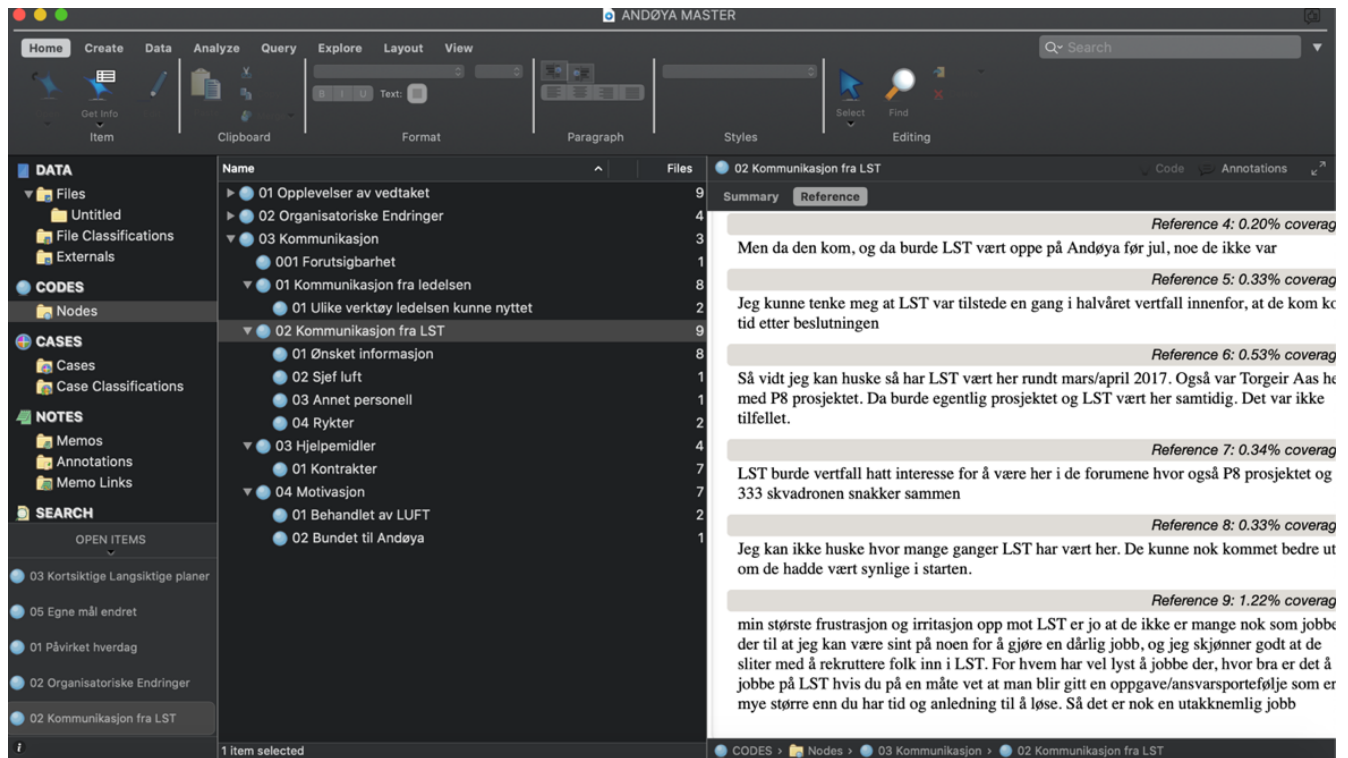 ANDØYA MASTER
Home Create Data Analyze Query Explore Layout View
Search
Get Info
B I U Text:
Select Find
Item Clipboard Format Paragraph Styles Editing
DATA
Files
Untitled
File Classifications
Externals
CODES
Nodes
CASES
Cases
Case Classifications
NOTES
Memos
Annotations
Memo Links
SEARCH
OPEN ITEMS
03 Kortsiktige Langsiktige planer
05 Egne mål endret
01 Påvirket hverdag
02 Organisatoriske Endringer
02 Kommunikasjon fra LST
Name Files
01 Opplevelser av vedtaket 9
02 Organisatoriske Endringer 4
03 Kommunikasjon 3
001 Forutsigbarhet 1
01 Kommunikasjon fra ledelsen 8
01 Ulike verktøy ledelsen kunne nyttet 2
02 Kommunikasjon fra LST 9
01 Ønsket informasjon 8
02 Sjef luft 1
03 Annet personell 1
04 Rykter 2
03 Hjelpemidler 4
01 Kontrakter 7
04 Motivasjon 7
01 Behandlet av LUFT 2
02 Bundet til Andøya 1
1 item selected
02 Kommunikasjon fra LST Code Annotations
Summary Reference
Reference 4: 0.20% coverag
Men da den kom, og da burde LST vært oppe på Andøya før jul, noe de ikke var
Reference 5: 0.33% coverag
Jeg kunne tenke meg at LST var tilstede en gang i halvåret vertfall innenfor, at de kom ko
tid etter beslutningen
Reference 6: 0.53% coverag
Så vidt jeg kan huske så har LST vært her rundt mars/april 2017. Også var Torgeir Aas he
med P8 prosjektet. Da burde egentlig prosjektet og LST vært her samtidig. Det var ikke
tilfellet.
Reference 7: 0.34% coverag
LST burde vertfall hatt interesse for å være her i de forumene hvor også P8 prosjektet og
333 skvadronen snakker sammen
Reference 8: 0.33% coverag
Jeg kan ikke huske hvor mange ganger LST har vært her. De kunne nok kommet bedre ut
om de hadde vært synlige i starten.
Reference 9: 1.22% coverag
min største frustrasjon og irritasjon opp mot LST er jo at de ikke er mange nok som jobbe
der til at jeg kan være sint på noen for å gjøre en dårlig jobb, og jeg skjønner godt at de
sliter med å rekruttere folk inn i LST. For hvem har vel lyst å jobbe der, hvor bra er det å
jobbe på LST hvis du på en måte vet at man blir gitt en oppgave/ansvarsportefølje som er
mye større enn du har tid og anledning til å løse. Så det er nok en utakknemlig jobb
CODES › Nodes › 03 Kommunikasjon › 02 Kommunikasjon fra LST